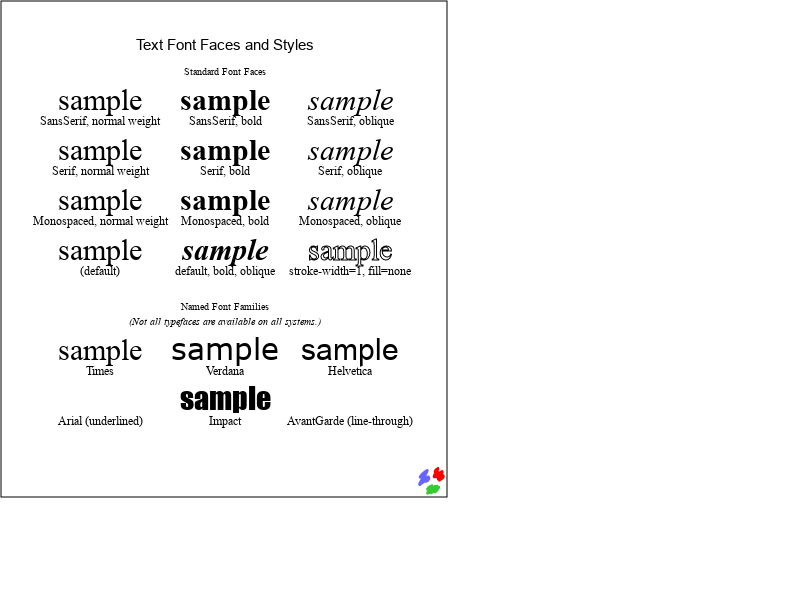 Text Font Faces and Styles
Standard Font Faces
sample sample sample
SansSerif, normal weight SansSerif, bold SansSerif, oblique
sample sample sample
Serif, normal weight Serif, bold Serif, oblique
sample sample sample
Monospaced, normal weight Monospaced, bold Monospaced, oblique
sample sample sample
(default) default, bold, oblique stroke-width=1, fill=none
Named Font Families
(Not all typefaces are available on all systems.)
sample sample sample
Times Verdana Helvetica
sample
Arial (underlined) Impact AvantGarde (line-through)